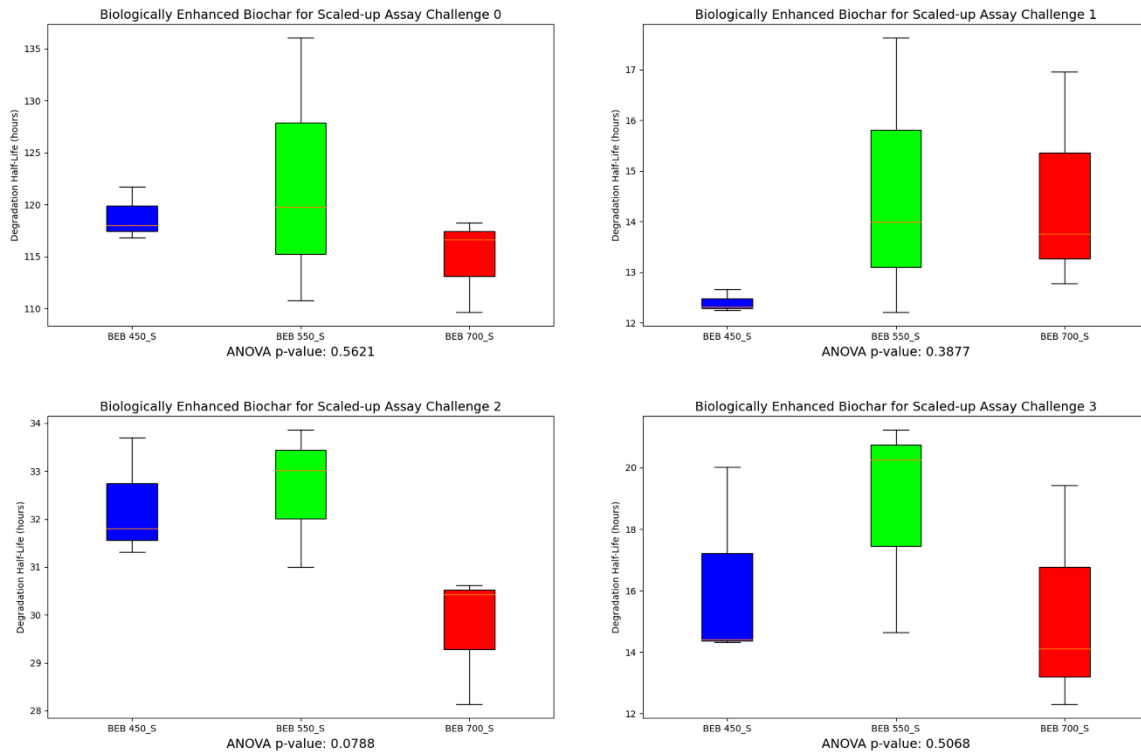 Biologically Enhanced Biochar for Scaled-up Assay Challenge 0
Degradation Half-Life (hours)
135
130
125
120
115
110
BEB 450_S BEB 550_S BEB 700_S
ANOVA p-value: 0.5621
Biologically Enhanced Biochar for Scaled-up Assay Challenge 1
Degradation Half-Life (hours)
17
16
15
14
13
12
BEB 450_S BEB 550_S BEB 700_S
ANOVA p-value: 0.3877
Biologically Enhanced Biochar for Scaled-up Assay Challenge 2
Degradation Half-Life (hours)
34
33
32
31
30
29
28
BEB 450_S BEB 550_S BEB 700_S
ANOVA p-value: 0.0788
Biologically Enhanced Biochar for Scaled-up Assay Challenge 3
Degradation Half-Life (hours)
20
18
16
14
12
BEB 450_S BEB 550_S BEB 700_S
ANOVA p-value: 0.5068